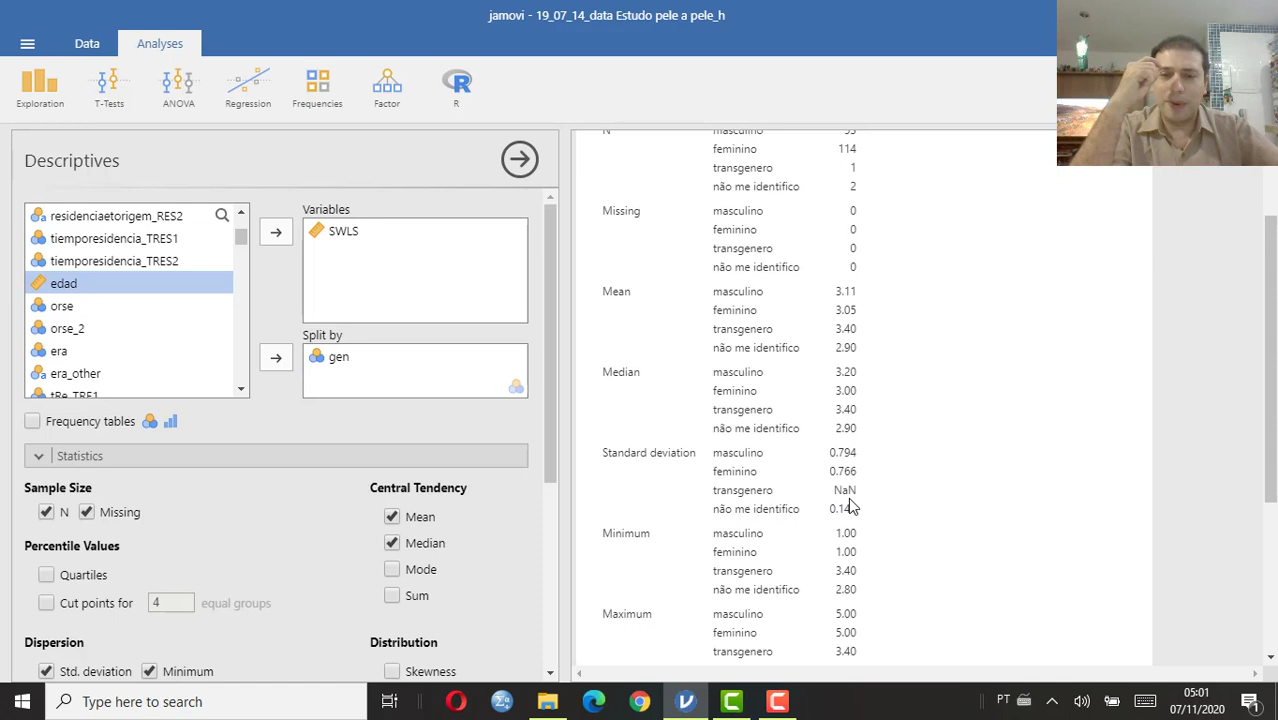 jamovi - 19_07_14_data Estudo pele a pele_h
Data Analyses
Exploration T-Tests ANOVA Regression Frequencies Factor R
Descriptives
residenciaetorigem_RES2
tiemporesidencia_TRES1
tiemporesidencia_TRES2
edad
orse
orse_2
era
era_other
tRe_TRF1
Variables
SWLS
Split by
gen
Frequency tables
Statistics
Sample Size
N Missing
Percentile Values
Quartiles
Cut points for 4 equal groups
Dispersion
Std. deviation Minimum
Central Tendency
Mean
Median
Mode
Sum
Distribution
Skewness
N masculino
feminino 114
transgenero 1
não me identifico 2
Missing masculino 0
feminino 0
transgenero 0
não me identifico 0
Mean masculino 3.11
feminino 3.05
transgenero 3.40
não me identifico 2.90
Median masculino 3.20
feminino 3.00
transgenero 3.40
não me identifico 2.90
Standard deviation masculino 0.794
feminino 0.766
transgenero NaN
não me identifico
Minimum masculino 1.00
feminino 1.00
transgenero 3.40
não me identifico 2.80
Maximum masculino 5.00
feminino 5.00
transgenero 3.40
Type here to search
PT
05:01
07/11/2020